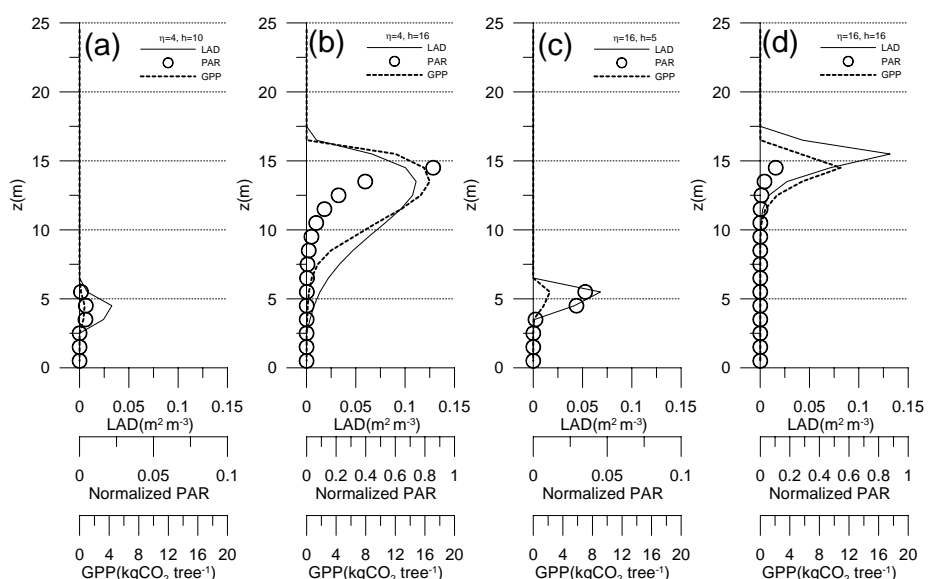 (a)
η=4, h=10
LAD
PAR
GPP
25
20
15
10
5
0
z(m)
0 0.05 0.1 0.15
LAD(m² m⁻³)
0 0.05 0.1
Normalized PAR
0 4 8 12 16 20
GPP(kgCO₂ tree⁻¹)
(b)
η=4, h=16
LAD
PAR
GPP
25
20
15
10
5
0
z(m)
0 0.05 0.1 0.15
LAD(m² m⁻³)
0 0.2 0.4 0.6 0.8 1
Normalized PAR
0 4 8 12 16 20
GPP(kgCO₂ tree⁻¹)
(c)
η=16, h=5
LAD
PAR
GPP
25
20
15
10
5
0
z(m)
0 0.05 0.1 0.15
LAD(m² m⁻³)
0 0.05 0.1
Normalized PAR
0 4 8 12 16 20
GPP(kgCO₂ tree⁻¹)
(d)
η=16, h=16
LAD
PAR
GPP
25
20
15
10
5
0
z(m)
0 0.05 0.1 0.15
LAD(m² m⁻³)
0 0.2 0.4 0.6 0.8 1
Normalized PAR
0 4 8 12 16 20
GPP(kgCO₂ tree⁻¹)